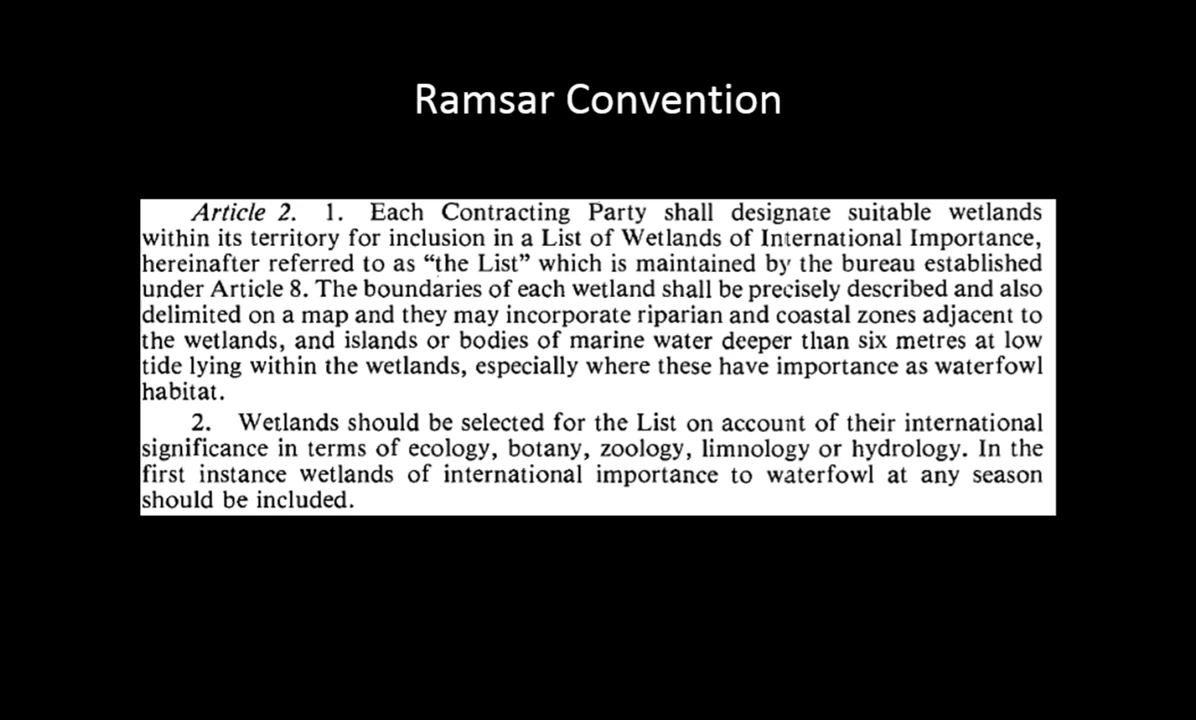 Ramsar Convention
Article 2. 1. Each Contracting Party shall designate suitable wetlands
within its territory for inclusion in a List of Wetlands of International Importance,
hereinafter referred to as “the List” which is maintained by the bureau established
under Article 8. The boundaries of each wetland shall be precisely described and also
delimited on a map and they may incorporate riparian and coastal zones adjacent to
the wetlands, and islands or bodies of marine water deeper than six metres at low
tide lying within the wetlands, especially where these have importance as waterfowl
habitat.
2. Wetlands should be selected for the List on account of their international
significance in terms of ecology, botany, zoology, limnology or hydrology. In the
first instance wetlands of international importance to waterfowl at any season
should be included.